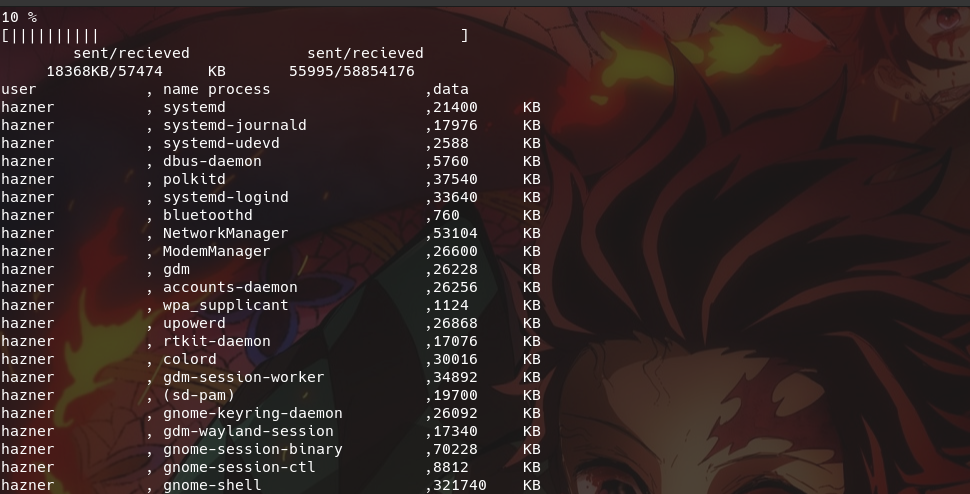 10 %
[|||||||||| ]
sent/recieved sent/recieved
18368KB/57474 KB 55995/58854176
user , name process ,data
hazner , systemd ,21400 KB
hazner , systemd-journald ,17976 KB
hazner , systemd-udevd ,2588 KB
hazner , dbus-daemon ,5760 KB
hazner , polkitd ,37540 KB
hazner , systemd-logind ,33640 KB
hazner , bluetoothd ,760 KB
hazner , NetworkManager ,53104 KB
hazner , ModemManager ,26600 KB
hazner , gdm ,26228 KB
hazner , accounts-daemon ,26256 KB
hazner , wpa_supplicant ,1124 KB
hazner , upowerd ,26868 KB
hazner , rtkit-daemon ,17076 KB
hazner , colord ,30016 KB
hazner , gdm-session-worker ,34892 KB
hazner , (sd-pam) ,19700 KB
hazner , gnome-keyring-daemon ,26092 KB
hazner , gdm-wayland-session ,17340 KB
hazner , gnome-session-binary ,70228 KB
hazner , gnome-session-ctl ,8812 KB
hazner , gnome-shell ,321740 KB